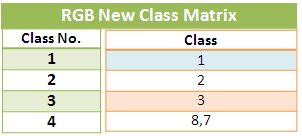 RGB New Class Matrix
Class No. Class
1 1
2 2
3 3
4 8,7